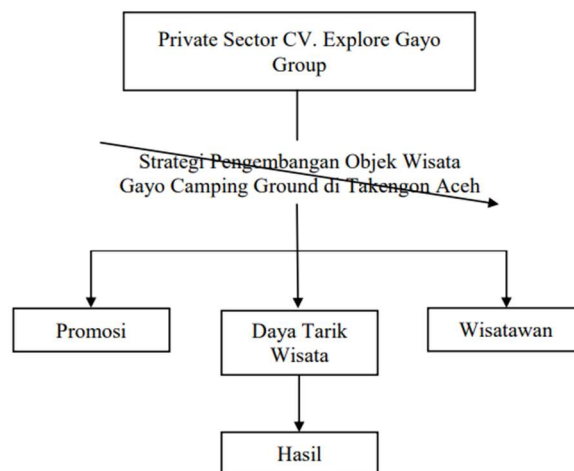 Private Sector CV. Explore Gayo
Group
Strategi Pengembangan Objek Wisata
Gayo Camping Ground di Takengon Aceh
Promosi
Daya Tarik
Wisata
Wisatawan
Hasil